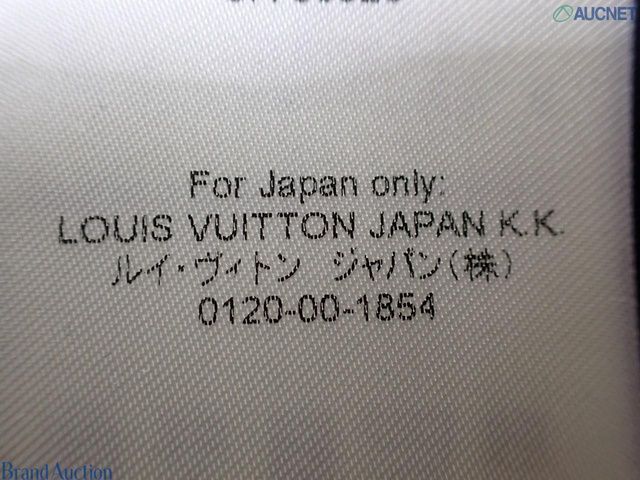 AUCNET
For Japan only:
LOUIS VUITTON JAPAN K.K.
ルイ・ヴィトン　ジャパン(株)
0120-00-1854
Brand Auction